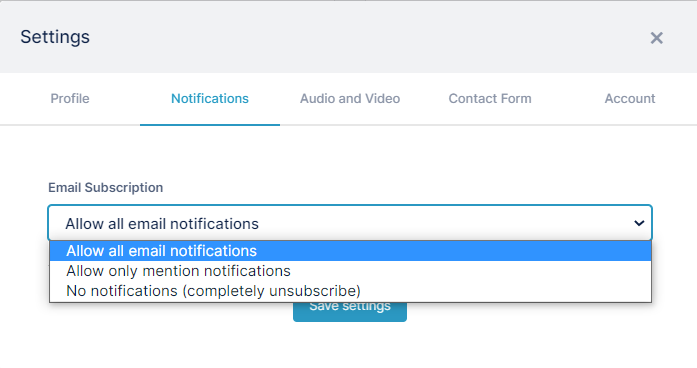 Settings
Profile Notifications Audio and Video Contact Form Account
Email Subscription
Allow all email notifications
Allow all email notifications
Allow only mention notifications
No notifications (completely unsubscribe)
Save settings